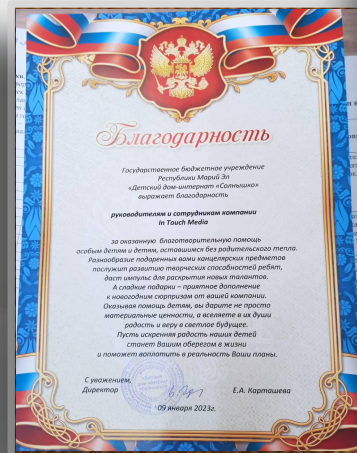 Благодарность
Государственное бюджетное учреждение
Республики Марий Эл
«Детский дом-интернат «Солнышко»
выражает благодарность
руководителям и сотрудникам компании
In Touch Media
за оказанную благотворительную помощь
особым детям и детям, оставшимся без родительского тепла.
Разнообразие подаренных вами канцелярских предметов
послужит развитию творческих способностей ребят,
даст импульс для раскрытия новых талантов.
А сладкие подарки – приятное дополнение
к новогодним сюрпризам от вашей компании.
Оказывая помощь детям, вы дарите не просто
материальные ценности, а вселяете в их души
радость и веру в светлое будущее.
Пусть искренняя радость наших детей
станет Вашим оберегом в жизни
и поможет воплотить в реальность Ваши планы.
С уважением,
Директор Е.А. Карташева
09 января 2023г.